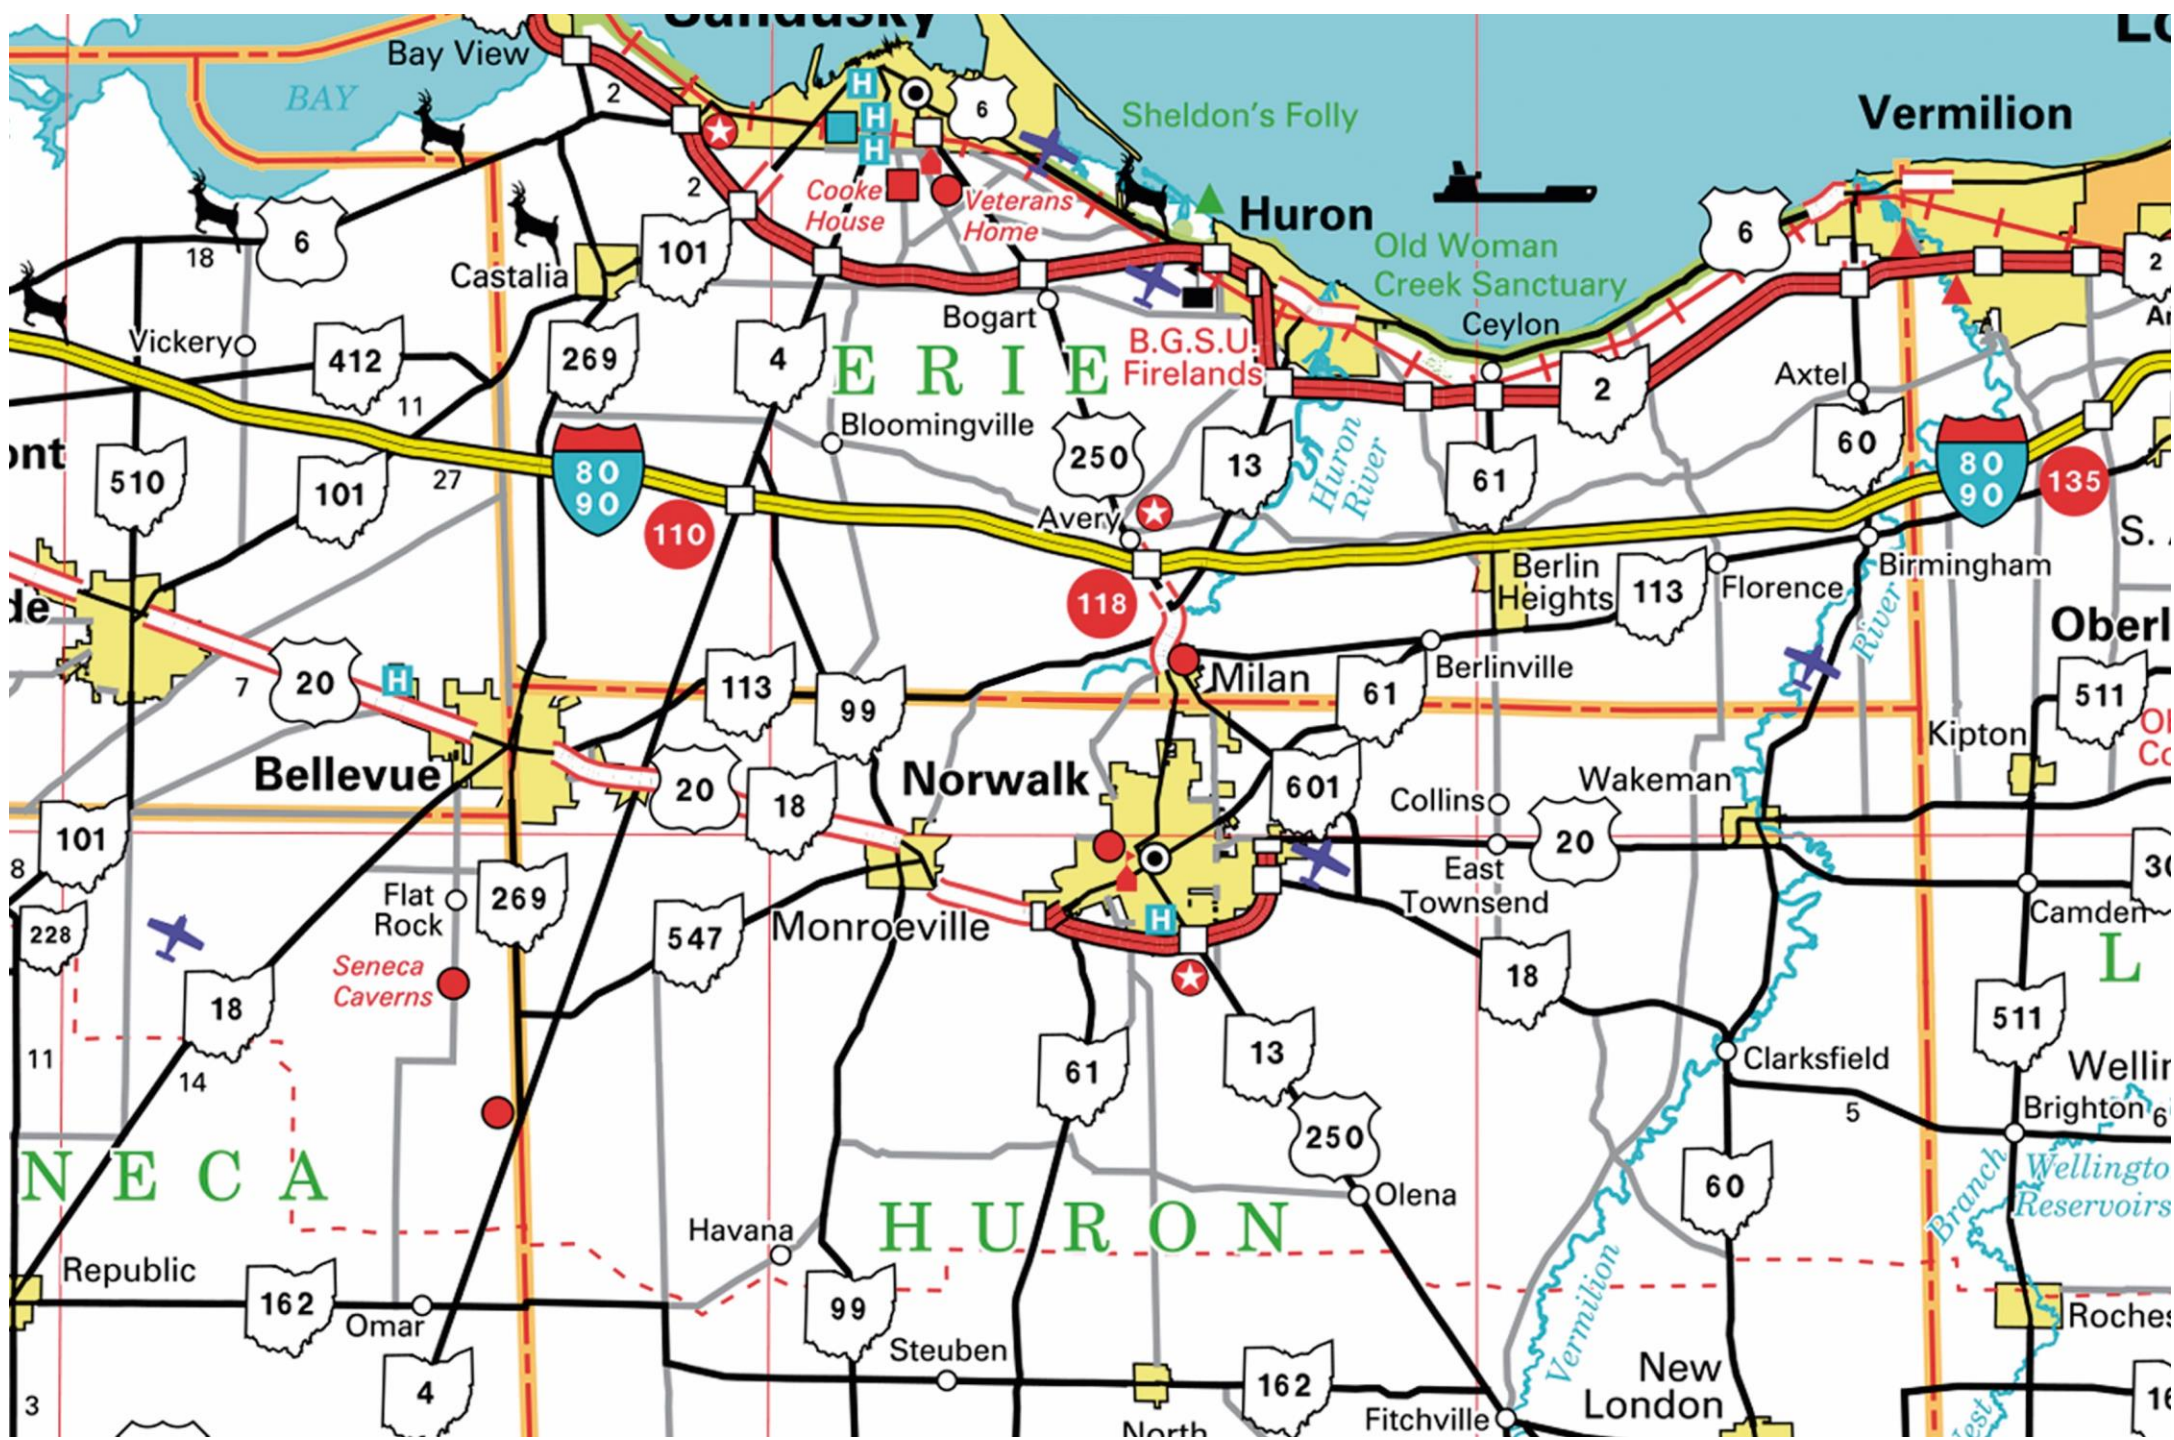 Sandusky
Bay View
BAY
2
6
Sheldon's Folly
Vermilion
2
Cooke
House
Veterans
Home
Huron
18
6
Castalia
101
Old Woman
Creek Sanctuary
6
2
Vickery
412
269
4
Bogart
ERIE
B.G.S.U.
Firelands
Ceylon
2
Axtel
11
Bloomingville
510
101
27
80
90
110
250
13
Huron
River
61
60
80
90
135
Avery
118
Berlin
Heights
113
Florence
Birmingham
River
7
20
H
113
99
Milan
61
Berlinville
511
Kipton
Bellevue
20
18
Norwalk
601
Collins
20
Wakeman
101
8
Flat
Rock
269
228
547
Monroeville
H
East
Townsend
18
Camden
Seneca
Caverns
18
14
11
61
13
250
Clarksfield
5
511
Brighton
6
NECA
HURON
Olena
60
Branch
Reservoirs
Havana
Vermilion
Republic
162
Omar
99
Steuben
4
3
162
North
Fitchville
New
London
H
H
H